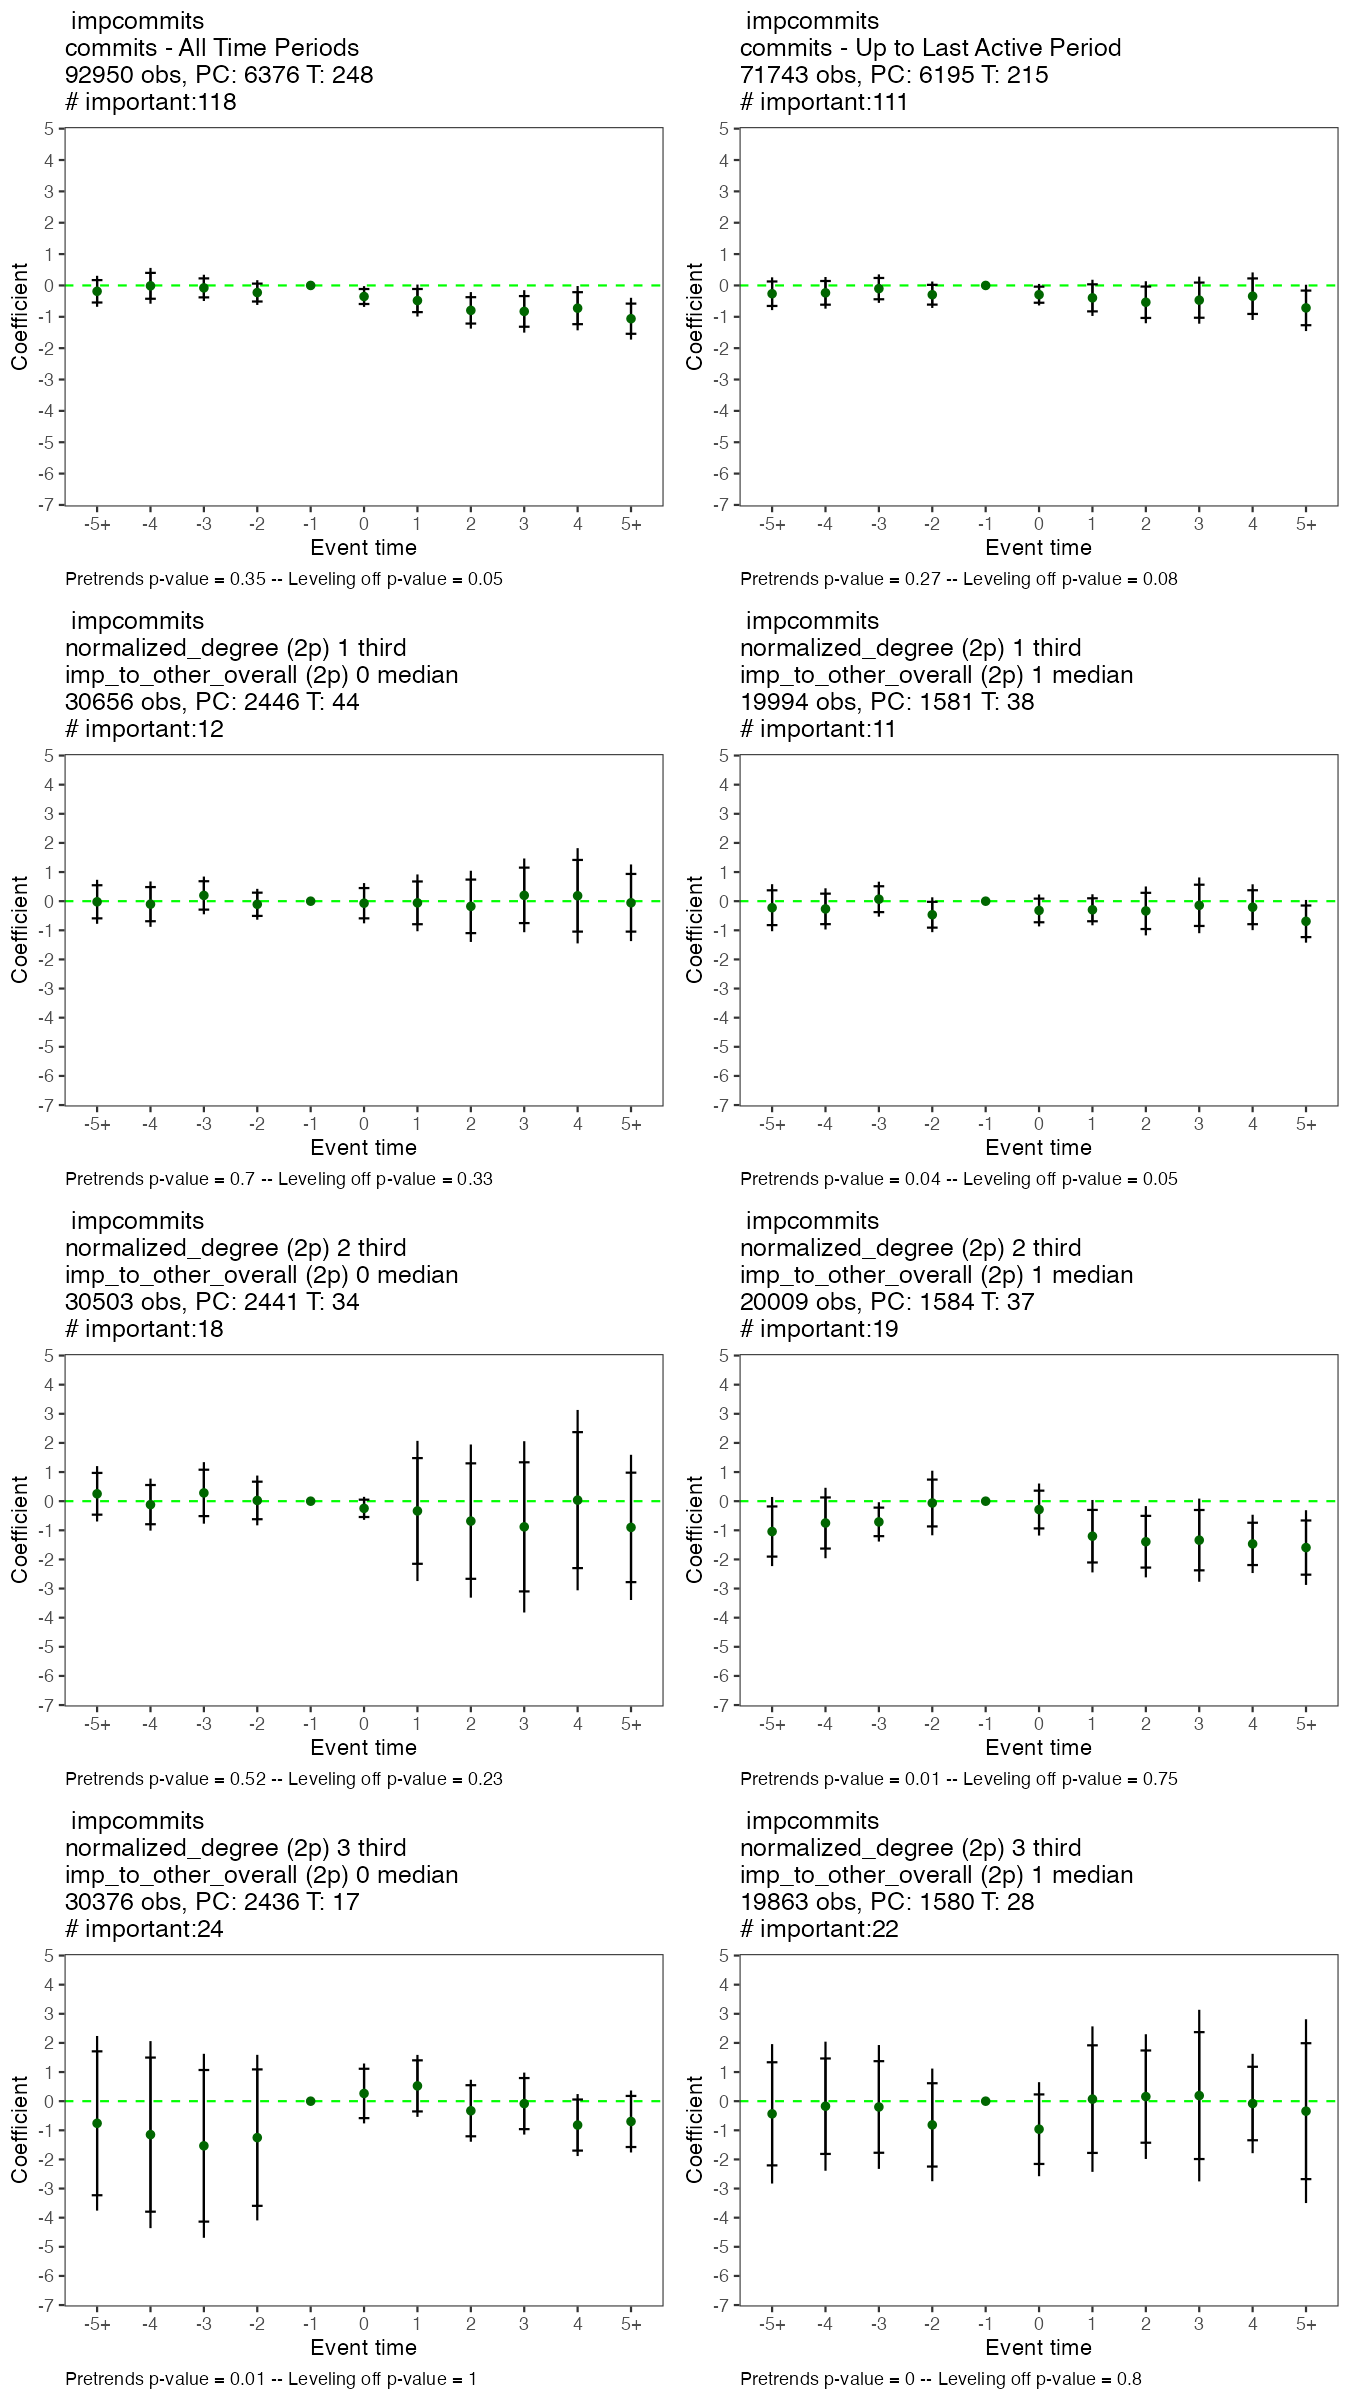 impcommits
commits - All Time Periods
92950 obs, PC: 6376 T: 248
# important:118
5
4
3
2
1
0
-1
-2
-3
-4
-5
-6
-7
Coefficient
-5+ -4 -3 -2 -1 0 1 2 3 4 5+
Event time
Pretrends p-value = 0.35 -- Leveling off p-value = 0.05
impcommits
commits - Up to Last Active Period
71743 obs, PC: 6195 T: 215
# important:111
5
4
3
2
1
0
-1
-2
-3
-4
-5
-6
-7
Coefficient
-5+ -4 -3 -2 -1 0 1 2 3 4 5+
Event time
Pretrends p-value = 0.27 -- Leveling off p-value = 0.08
impcommits
normalized_degree (2p) 1 third
imp_to_other_overall (2p) 0 median
30656 obs, PC: 2446 T: 44
# important:12
5
4
3
2
1
0
-1
-2
-3
-4
-5
-6
-7
Coefficient
-5+ -4 -3 -2 -1 0 1 2 3 4 5+
Event time
Pretrends p-value = 0.7 -- Leveling off p-value = 0.33
impcommits
normalized_degree (2p) 1 third
imp_to_other_overall (2p) 1 median
19994 obs, PC: 1581 T: 38
# important:11
5
4
3
2
1
0
-1
-2
-3
-4
-5
-6
-7
Coefficient
-5+ -4 -3 -2 -1 0 1 2 3 4 5+
Event time
Pretrends p-value = 0.04 -- Leveling off p-value = 0.05
impcommits
normalized_degree (2p) 2 third
imp_to_other_overall (2p) 0 median
30503 obs, PC: 2441 T: 34
# important:18
5
4
3
2
1
0
-1
-2
-3
-4
-5
-6
-7
Coefficient
-5+ -4 -3 -2 -1 0 1 2 3 4 5+
Event time
Pretrends p-value = 0.52 -- Leveling off p-value = 0.23
impcommits
normalized_degree (2p) 2 third
imp_to_other_overall (2p) 1 median
20009 obs, PC: 1584 T: 37
# important:19
5
4
3
2
1
0
-1
-2
-3
-4
-5
-6
-7
Coefficient
-5+ -4 -3 -2 -1 0 1 2 3 4 5+
Event time
Pretrends p-value = 0.01 -- Leveling off p-value = 0.75
impcommits
normalized_degree (2p) 3 third
imp_to_other_overall (2p) 0 median
30376 obs, PC: 2436 T: 17
# important:24
5
4
3
2
1
0
-1
-2
-3
-4
-5
-6
-7
Coefficient
-5+ -4 -3 -2 -1 0 1 2 3 4 5+
Event time
Pretrends p-value = 0.01 -- Leveling off p-value = 1
impcommits
normalized_degree (2p) 3 third
imp_to_other_overall (2p) 1 median
19863 obs, PC: 1580 T: 28
# important:22
5
4
3
2
1
0
-1
-2
-3
-4
-5
-6
-7
Coefficient
-5+ -4 -3 -2 -1 0 1 2 3 4 5+
Event time
Pretrends p-value = 0 -- Leveling off p-value = 0.8